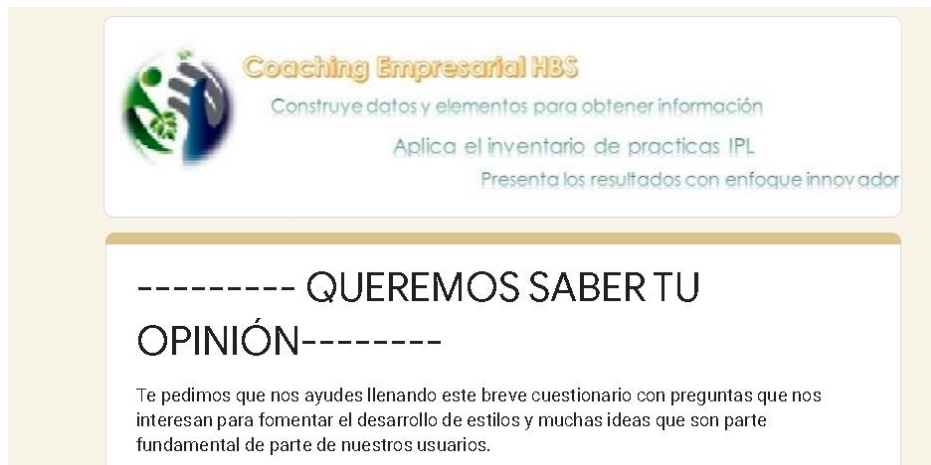 Coaching Empresarial HBS
Construye datos y elementos para obtener información
Aplica el inventario de practicas IPL
Presenta los resultados con enfoque innovador
--------- QUEREMOS SABER TU
OPINIÓN--------
Te pedimos que nos ayudes llenando este breve cuestionario con preguntas que nos
interesan para fomentar el desarrollo de estilos y muchas ideas que son parte
fundamental de parte de nuestros usuarios.